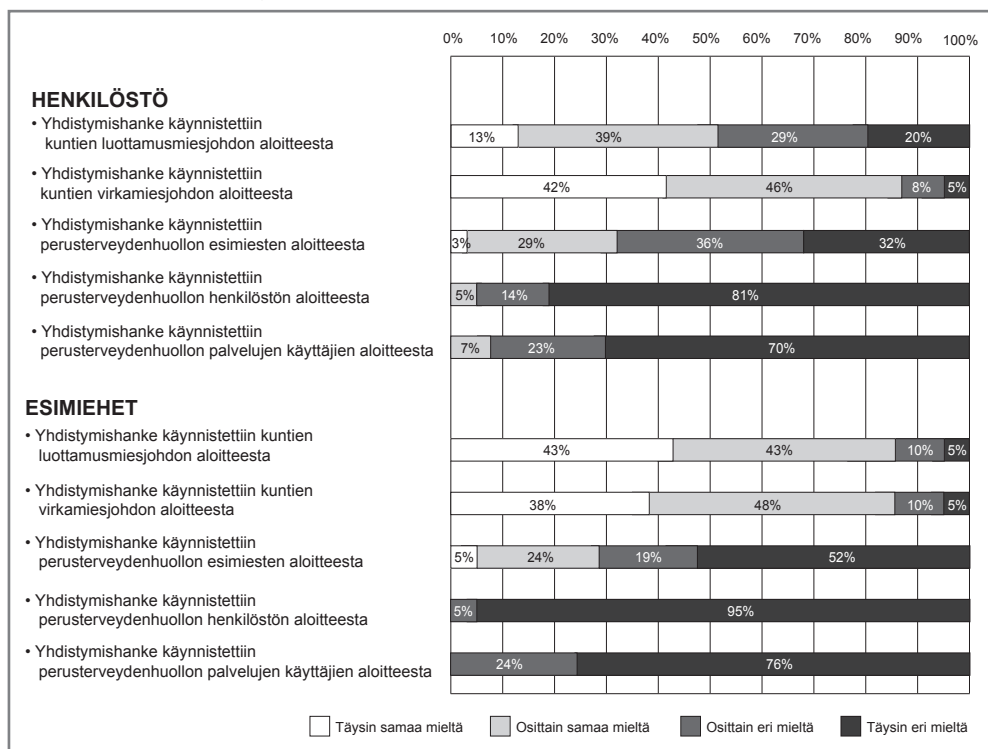 0% 10% 20% 30% 40% 50% 60% 70% 80% 90% 100%
HENKILÖSTÖ
• Yhdistymishanke käynnistettiin
kuntien luottamusmiesjohdon aloitteesta
13% 39% 29% 20%
• Yhdistymishanke käynnistettiin
kuntien virkamiesjohdon aloitteesta
42% 46% 8% 5%
• Yhdistymishanke käynnistettiin
perusterveydenhuollon esimiesten aloitteesta
3% 29% 36% 32%
• Yhdistymishanke käynnistettiin
perusterveydenhuollon henkilöstön aloitteesta
5% 14% 81%
• Yhdistymishanke käynnistettiin
perusterveydenhuollon palvelujen käyttäjien aloitteesta
7% 23% 70%
ESIMIEHET
• Yhdistymishanke käynnistettiin kuntien
luottamusmiesjohdon aloitteesta
43% 43% 10% 5%
• Yhdistymishanke käynnistettiin kuntien
virkamiesjohdon aloitteesta
38% 48% 10% 5%
• Yhdistymishanke käynnistettiin
perusterveydenhuollon esimiesten aloitteesta
5% 24% 19% 52%
• Yhdistymishanke käynnistettiin
perusterveydenhuollon henkilöstön aloitteesta
5% 95%
• Yhdistymishanke käynnistettiin
perusterveydenhuollon palvelujen käyttäjien aloitteesta
24% 76%
Täysin samaa mieltä Osittain samaa mieltä Osittain eri mieltä Täysin eri mieltä